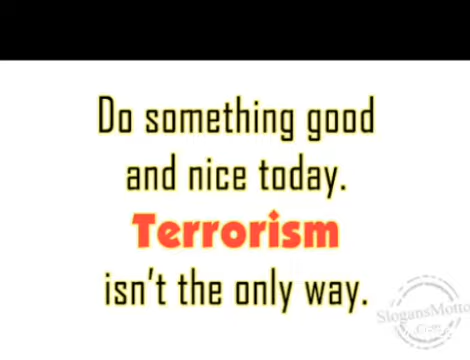 Do something good
and nice today.
Terrorism
isn't the only way.
SlogansMotto
.Com